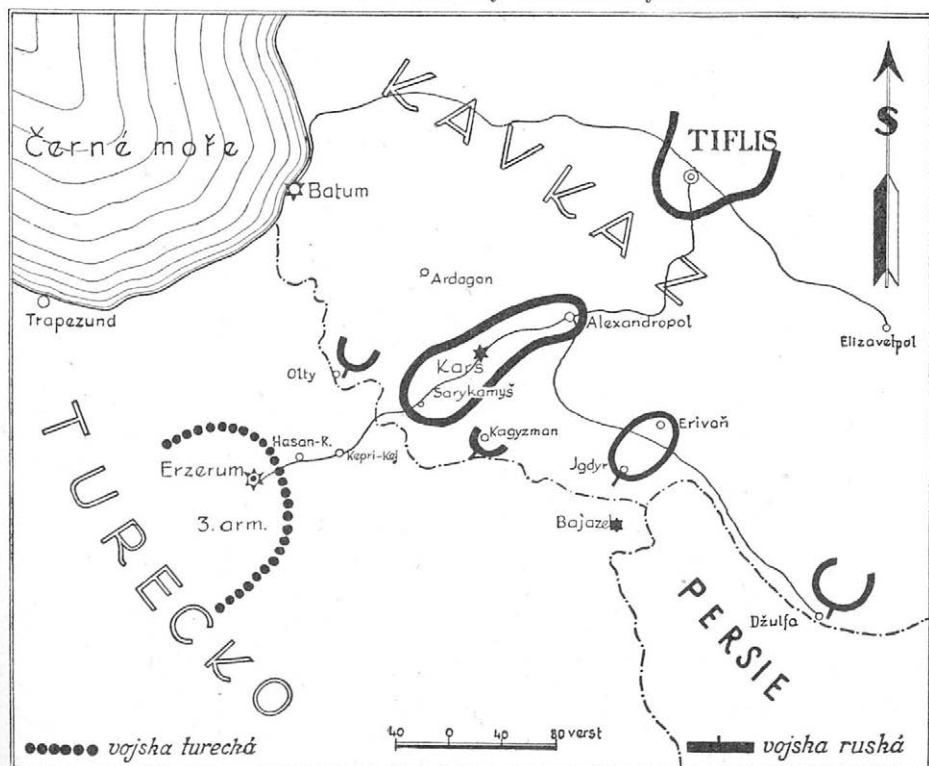 KAVKAZ
TIFLIS
S
Černé moře
Batum
Ardagan
Trapezund
Alexandropol
Elizavetpol
Karš
Olty
Sarykamyš
Erivaň
Kagyzman
Hasan-K.
Kepri-Kej
Jgdyr
Erzerum
3. arm.
Bajazet
TURECKO
PERSIE
Džulfa
vojska turecká
40 0 40 80 verst
vojska ruská